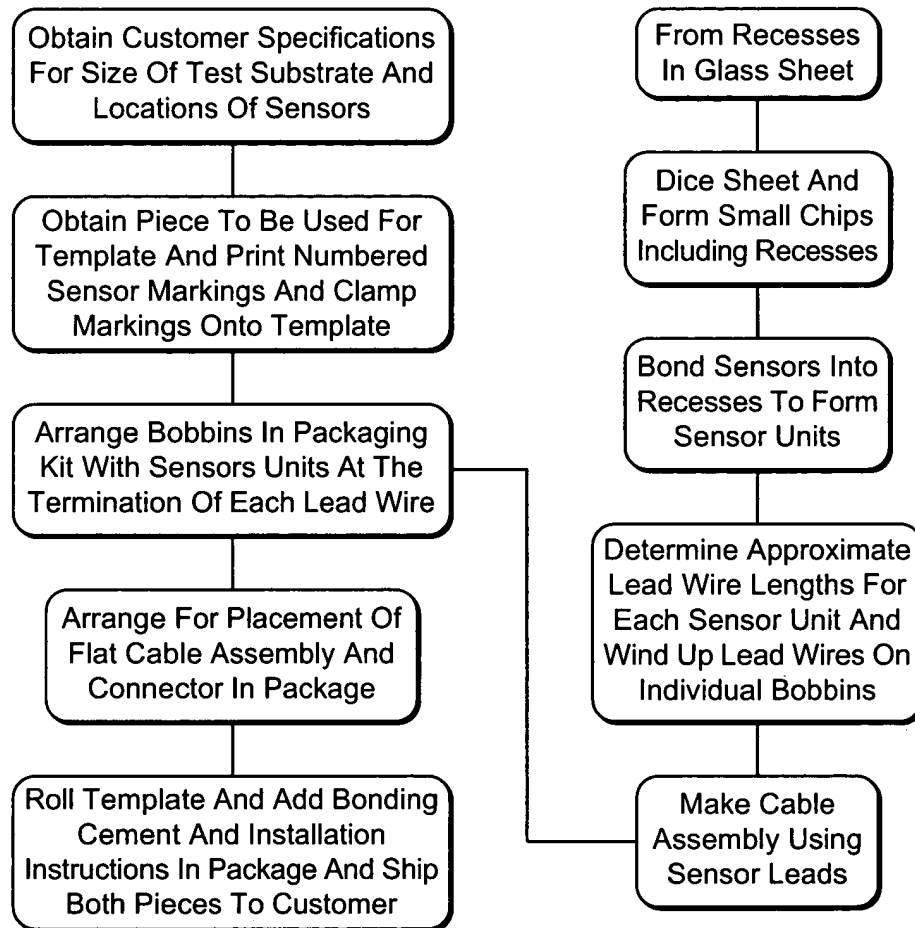 Obtain Customer Specifications
For Size Of Test Substrate And
Locations Of Sensors
Obtain Piece To Be Used For
Template And Print Numbered
Sensor Markings And Clamp
Markings Onto Template
Arrange Bobbins In Packaging
Kit With Sensors Units At The
Termination Of Each Lead Wire
Arrange For Placement Of
Flat Cable Assembly And
Connector In Package
Roll Template And Add Bonding
Cement And Installation
Instructions In Package And Ship
Both Pieces To Customer
From Recesses
In Glass Sheet
Dice Sheet And
Form Small Chips
Including Recesses
Bond Sensors Into
Recesses To Form
Sensor Units
Determine Approximate
Lead Wire Lengths For
Each Sensor Unit And
Wind Up Lead Wires On
Individual Bobbins
Make Cable
Assembly Using
Sensor Leads